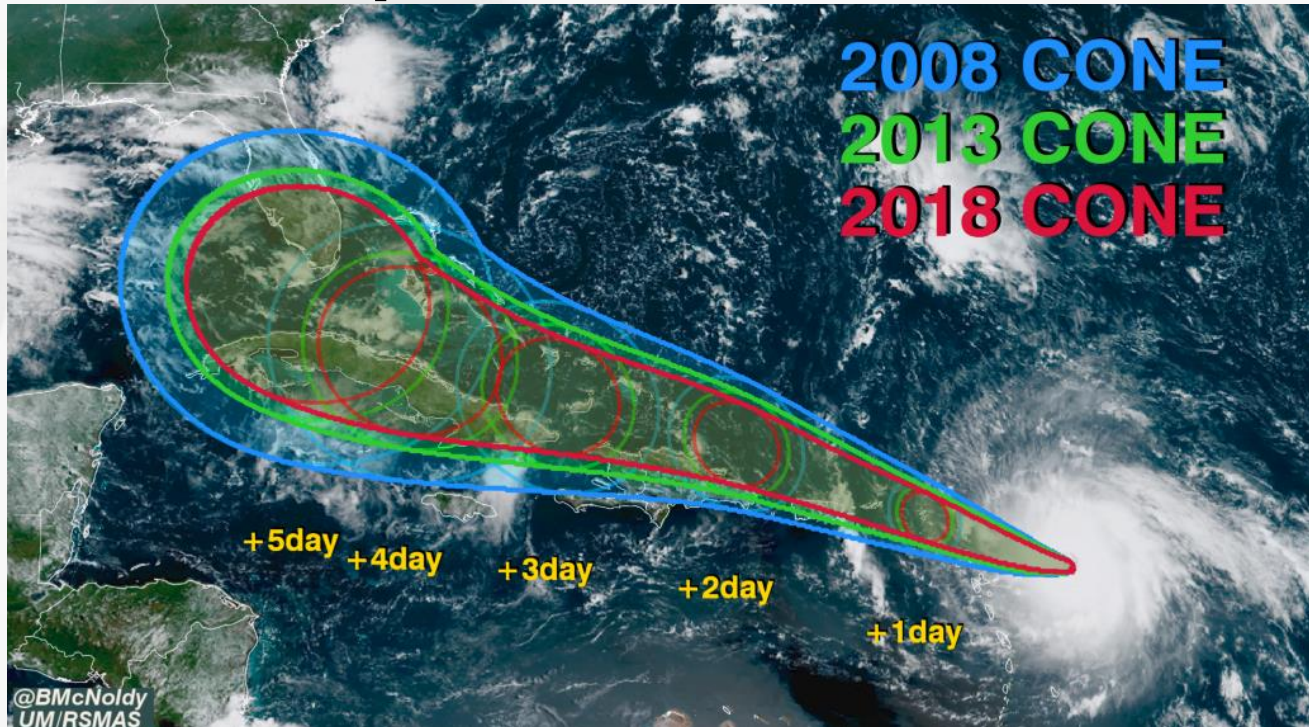 2008 CONE
2013 CONE
2018 CONE
+5day
+4day
+3day
+2day
+1day
@BMcNoldy
UM/RSMAS